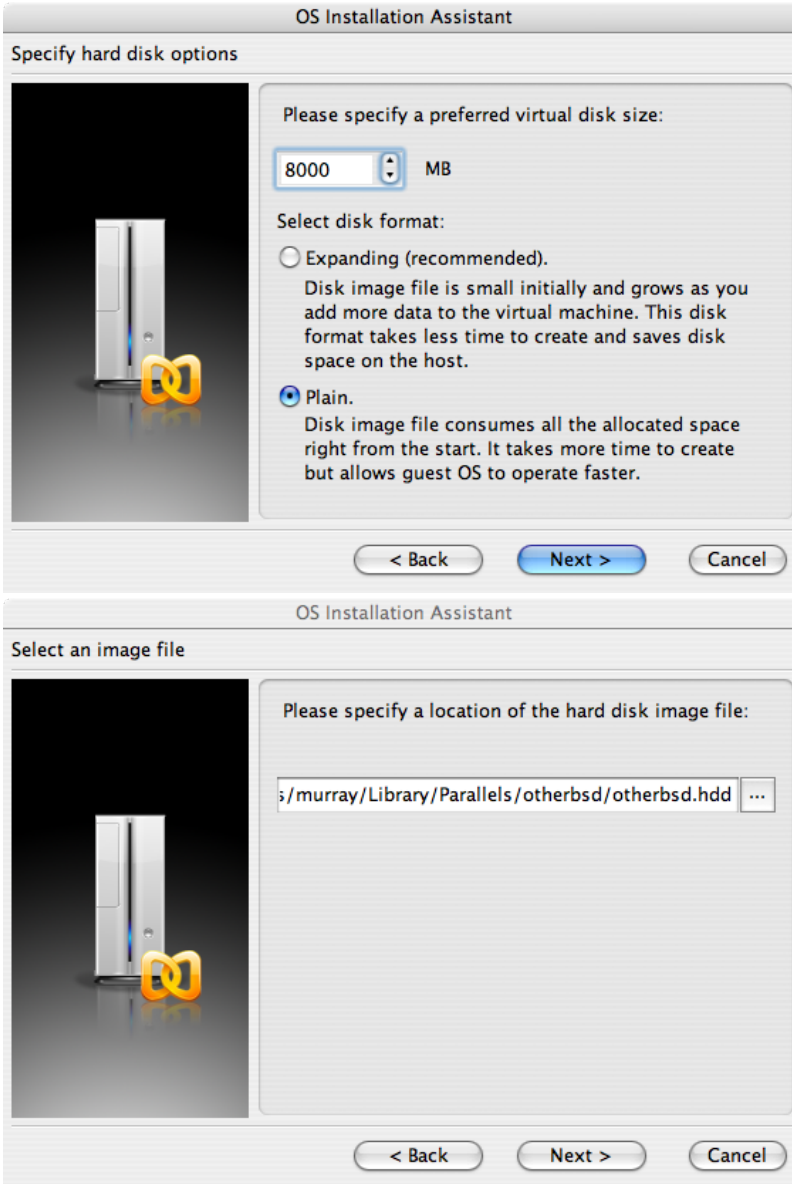 OS Installation Assistant
Specify hard disk options
Please specify a preferred virtual disk size:
8000 MB
Select disk format:
Expanding (recommended).
Disk image file is small initially and grows as you
add more data to the virtual machine. This disk
format takes less time to create and saves disk
space on the host.
Plain.
Disk image file consumes all the allocated space
right from the start. It takes more time to create
but allows guest OS to operate faster.
< Back Next > Cancel
OS Installation Assistant
Select an image file
Please specify a location of the hard disk image file:
s/murray/Library/Parallels/otherbsd/otherbsd.hdd ...
< Back Next > Cancel